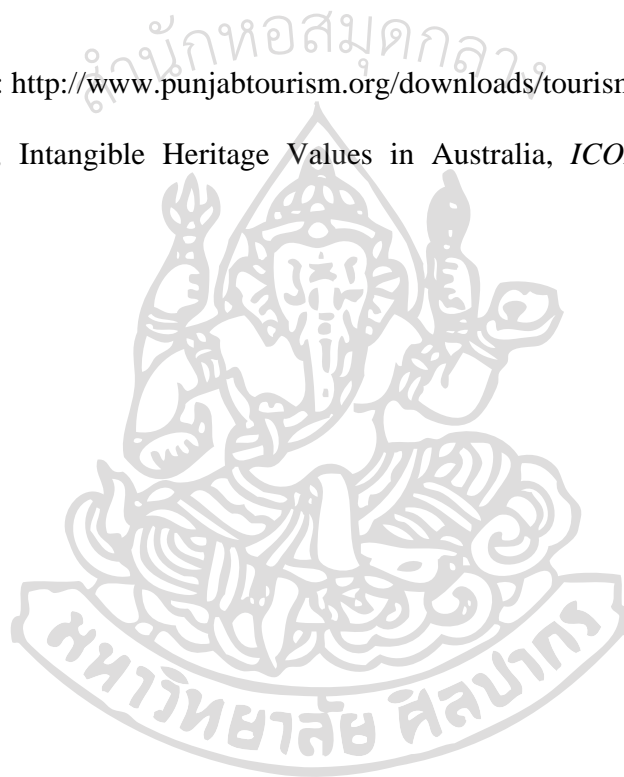 สำนักหอสมุดกลาง
: http://www.punjabtourism.org/downloads/tourism
Intangible Heritage Values in Australia, ICO
มหาวิทยาลัย ศิลปากร